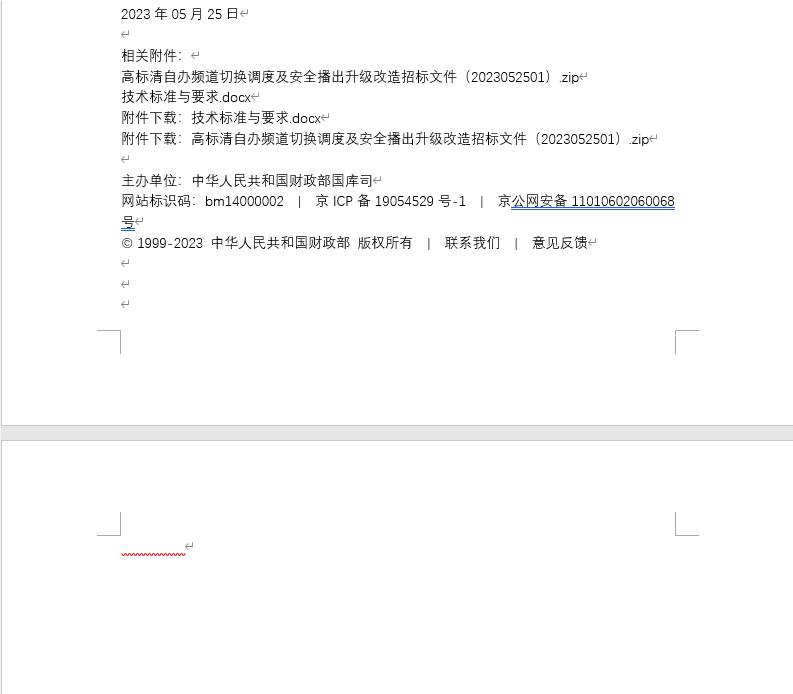 2023 年 05 月 25 日
相关附件：
高标清自办频道切换调度及安全播出升级改造招标文件（2023052501）.zip
技术标准与要求.docx
附件下载：技术标准与要求.docx
附件下载：高标清自办频道切换调度及安全播出升级改造招标文件（2023052501）.zip
主办单位：中华人民共和国财政部国库司
网站标识码：bm14000002 | 京 ICP 备 19054529 号-1 | 京公网安备 11010602060068
号
© 1999-2023 中华人民共和国财政部 版权所有 | 联系我们 | 意见反馈